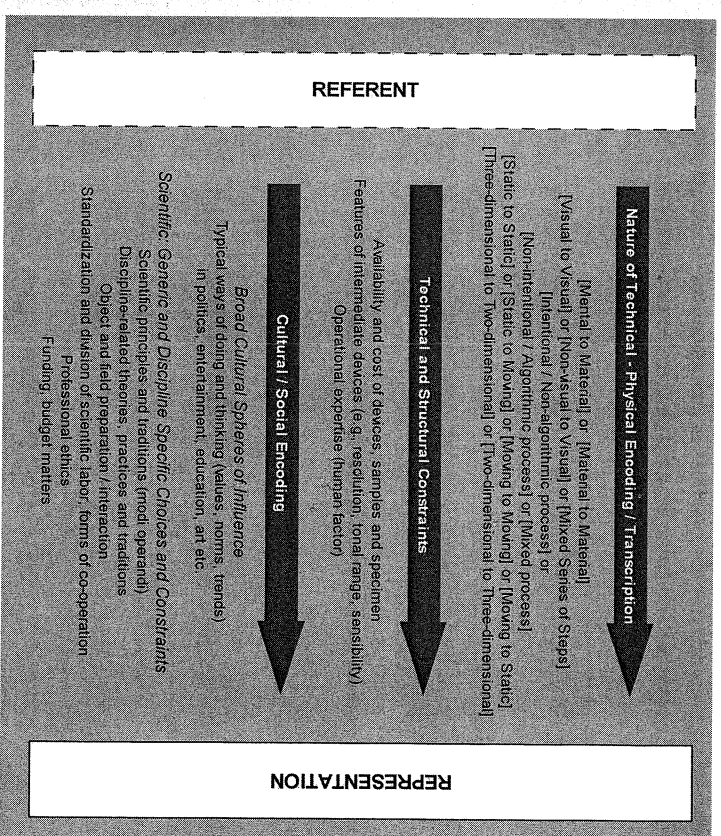 REFERENT
Nature of Technical - Physical Encoding / Transcription
[Mental to Material] or [Material to Material]
[Visual to Visual] or [Non-visual to Visual] or [Mixed Series of Steps]
[Intentional / Non-algorithmic process] or
[Non-intentional / Algorithmic process] or [Mixed process]
[Static to Static] or [Static to Moving] or [Moving to Moving] or [Moving to Static]
[Three-dimensional to Two-dimensional] or [Two-dimensional to Three-dimensional]
Technical and Structural Constraints
Availability and cost of devices, samples and specimen
Features of intermediate devices (e.g. resolution, tonal range, sensibility)
Operational expertise (human factor)
Cultural / Social Encoding
Broad Cultural Spheres of Influence
Typical ways of doing and thinking (values, norms, trends)
in politics, entertainment, education, art etc.
Scientific: Generic and Discipline Specific Choices and Constraints
Scientific principles and traditions (modi operandi)
Discipline-related theories, practices and traditions
Object and field preparation / interaction
Standardization and division of scientific labor, forms of co-operation
Professional ethics
Funding, budget matters
REPRESENTATION